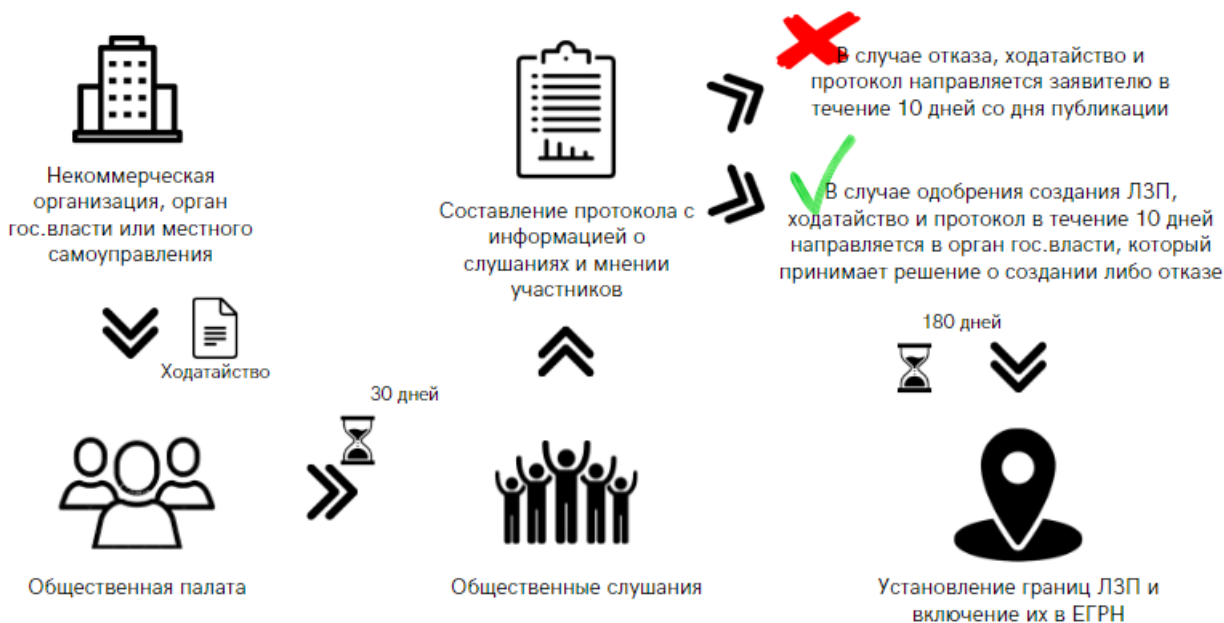 Некоммерческая
организация, орган
гос.власти или местного
самоуправления
Ходатайство
Общественная палата
30 дней
Общественные слушания
Составление протокола с
информацией о
слушаниях и мнении
участников
В случае отказа, ходатайство и
протокол направляется заявителю в
течение 10 дней со дня публикации
В случае одобрения создания ЛЗП,
ходатайство и протокол в течение 10 дней
направляется в орган гос.власти, который
принимает решение о создании либо отказе
180 дней
Установление границ ЛЗП и
включение их в ЕГРН